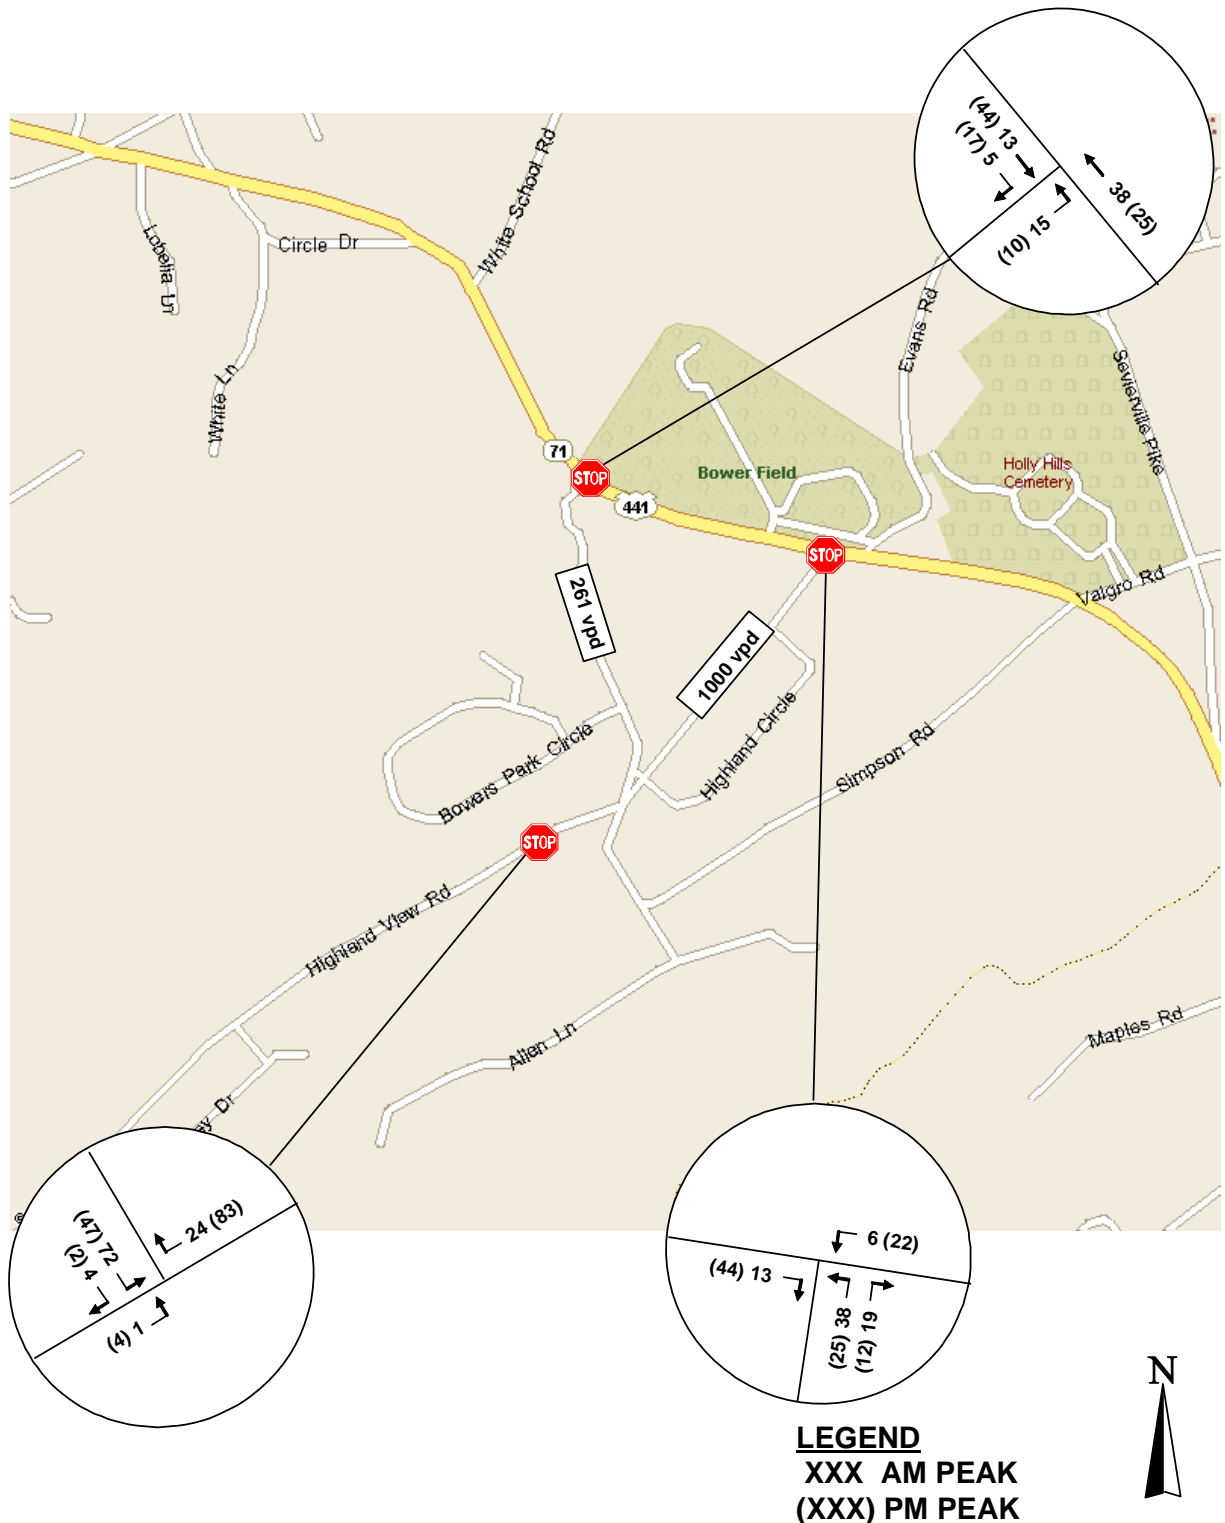 (44) 13
(17) 5
38 (25)
(10) 15
White School Rd
Lobelia Ln
Circle Dr
White Ln
Evans Rd
Sevierville Pike
71
STOP
441
Bower Field
Holly Hills
Cemetery
STOP
Valgro Rd
261 vpd
1000 vpd
Highland Circle
Bowers Park Circle
Simpson Rd
STOP
Highland View Rd
Allen Ln
Maples Rd
Dr
(47) 72
(2) 4
24 (83)
(4) 1
6 (22)
(44) 13
(25) 38
(12) 19
N
LEGEND
XXX AM PEAK
(XXX) PM PEAK